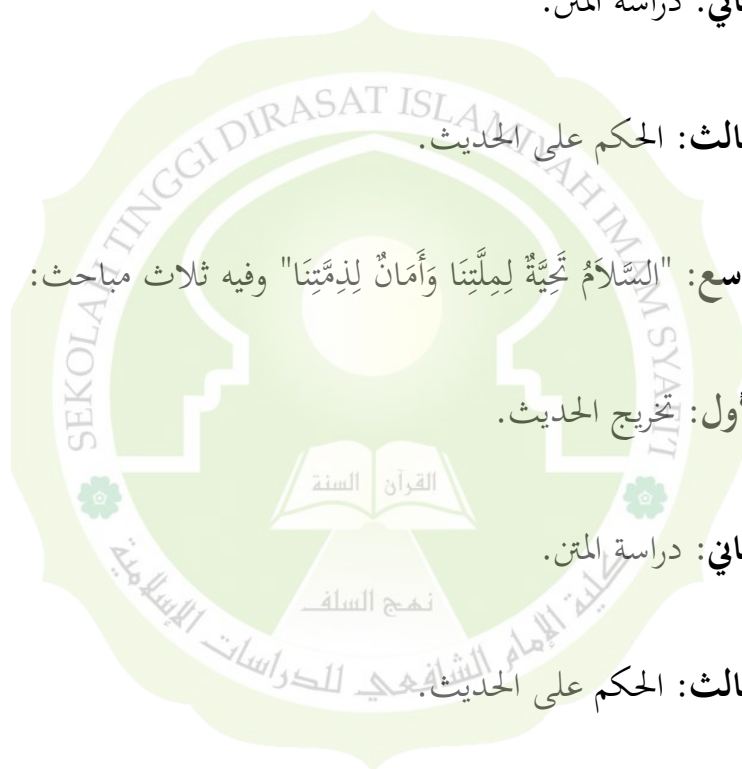 دراسة المتن.
الحكم على الحديث.
"السَّلاَمُ تَحِيَّةٌ لِمِلَّتِنَا وَأَمَانٌ لِذِمَّتِنَا" وفيه ثلاث مباحث:
تخريج الحديث.
دراسة المتن.
الحكم على الحديث.
SEKOLAH TINGGI DIRASAT ISLAMIYAH IMAM SYAFI'I
القرآن السنة
نهج السلف
كلية الإمام الشافعي للدراسات الإسلامية